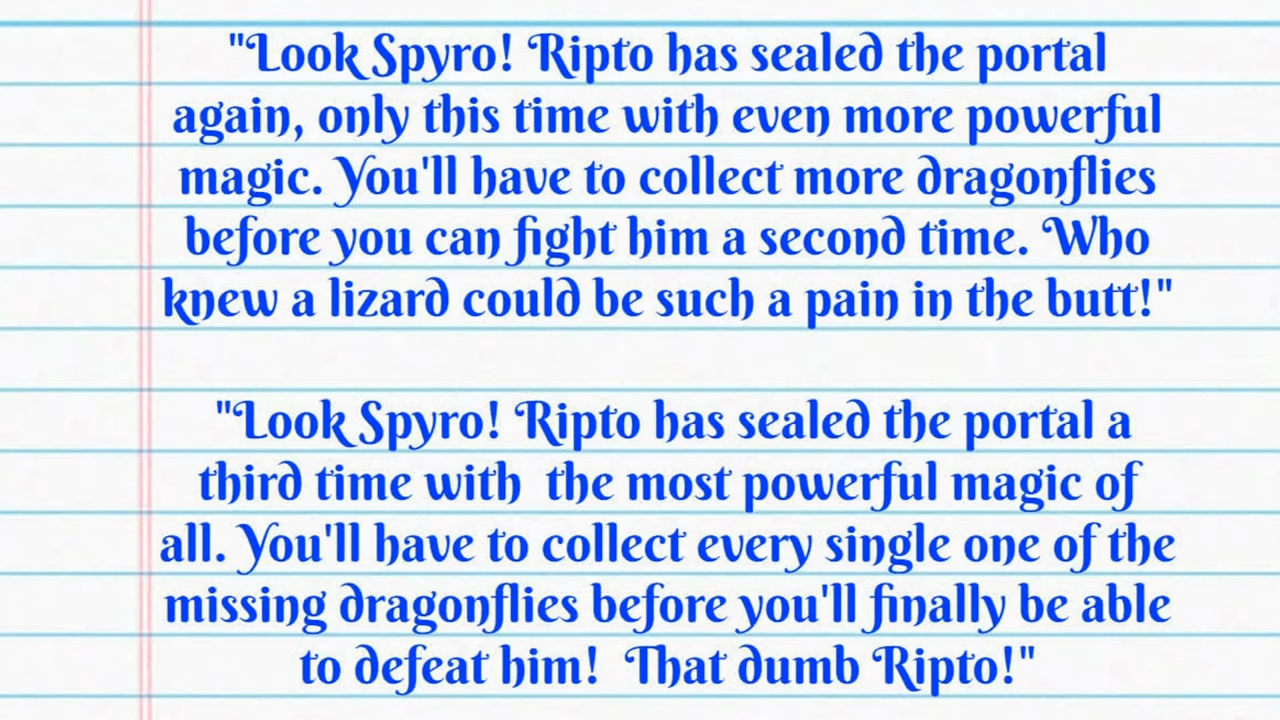 "Look Spyro! Ripto has sealed the portal
again, only this time with even more powerful
magic. You'll have to collect more dragonflies
before you can fight him a second time. Who
knew a lizard could be such a pain in the butt!"
"Look Spyro! Ripto has sealed the portal a
third time with the most powerful magic of
all. You'll have to collect every single one of the
missing dragonflies before you'll finally be able
to defeat him! That dumb Ripto!"